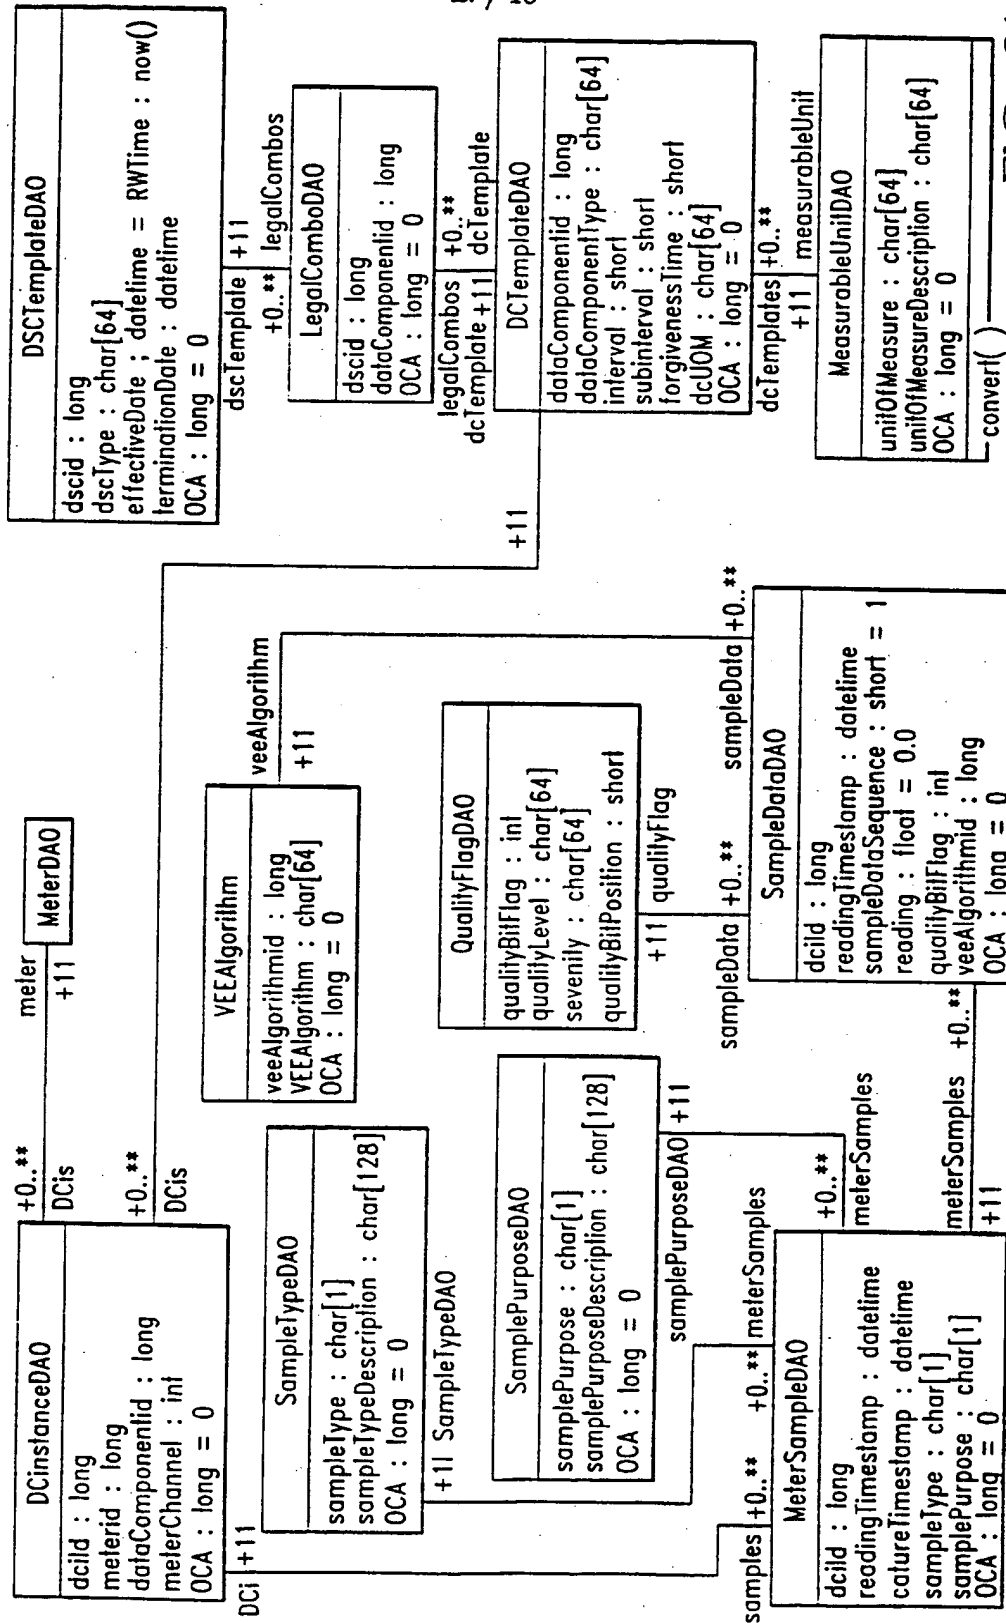 DCinstanceDAO
dciId : long
meterid : long
dataComponentid : long
meterChannel : int
OCA : long = 0
+0..**
DCis
meter
+11
MeterDAO
+0..**
DCis
+11
DCi +11
SampleTypeDAO
sampleType : char[1]
sampleTypeDescription : char[128]
OCA : long = 0
+11 SampleTypeDAO
SamplePurposeDAO
samplePurpose : char[1]
samplePurposeDescription : char[128]
OCA : long = 0
samplePurposeDAO +11
samples +0..**
+0..** meterSamples
+0..**
meterSamples
MeterSampleDAO
dciId : long
readingTimestamp : datetime
catureTimestamp : datetime
sampleType : char[1]
samplePurpose : char[1]
OCA : long = 0
meterSamples
+11
meterSamples +0..**
VEEAlgorithm
veeAlgorithmid : long
VEEAlgorithm : char[64]
OCA : long = 0
veeAlgorithm
+11
QualityFlagDAO
qualityBitFlag : int
qualityLevel : char[64]
sevenily : char[64]
qualityBitPosition : short
+11 qualityFlag
sampleData +0..**
sampleData +0..**
SampleDataDAO
dciId : long
readingTimestamp : datetime
sampleDataSequence : short = 1
reading : float = 0.0
qualityBitFlag : int
veeAlgorithmid : long
OCA : long = 0
DSCTemplateDAO
dscid : long
dscType : char[64]
effectiveDate ; datetime = RWTime : now()
terminationDate : datetime
OCA : long = 0
dscTemplate +11
+0..** legalCombos
LegalComboDAO
dscid : long
dataComponentid : long
OCA : long = 0
legalCombos +0..**
dcTemplate +11 dcTemplate
DCTemplateDAO
dataComponentid : long
dataComponentType : char[64]
interval : short
subinterval : short
forgivenessTime : short
dcUOM : char[64]
OCA : long = 0
dcTemplates +0..**
+11 measurableUnit
MeasurableUnitDAO
unitOfMeasure : char[64]
unitOfMeasureDescription : char[64]
OCA : long = 0
convert( )